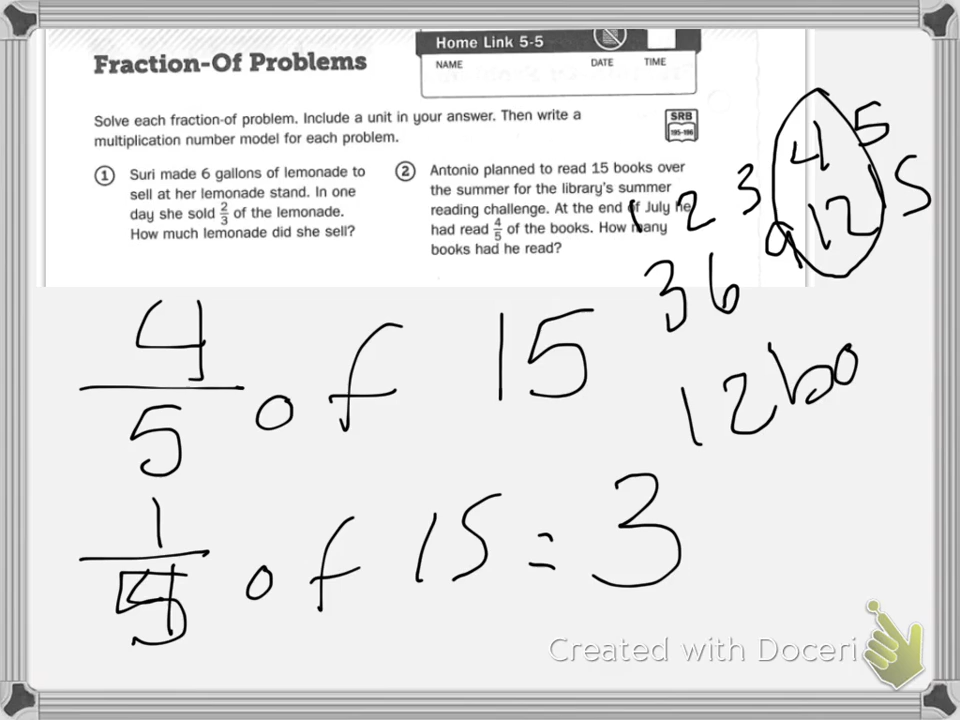 Home Link 5-5
Fraction-Of Problems
NAME DATE TIME
Solve each fraction-of problem. Include a unit in your answer. Then write a
multiplication number model for each problem.
SRB
195-196
1 Suri made 6 gallons of lemonade to
sell at her lemonade stand. In one
day she sold 2/3 of the lemonade.
How much lemonade did she sell?
2 Antonio planned to read 15 books over
the summer for the library's summer
reading challenge. At the end of July he
had read 4/5 of the books. How many
books had he read?
1 2 3 4 5
3 6 9 12 15
4/5 of 15
12 boo
1/5 of 15 = 3
Created with Doceri